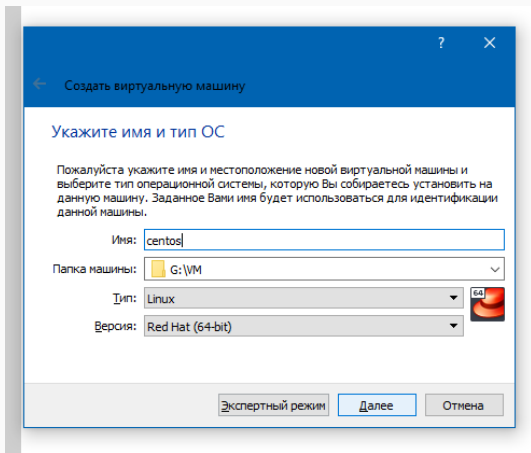 ?
Создать виртуальную машину
Укажите имя и тип ОС
Пожалуйста укажите имя и местоположение новой виртуальной машины и
выберите тип операционной системы, которую Вы собираетесь установить на
данную машину. Заданное Вами имя будет использоваться для идентификации
данной машины.
Имя: centos
Папка машины: G:\VM
Тип: Linux
64
Версия: Red Hat (64-bit)
Экспертный режим Далее Отмена